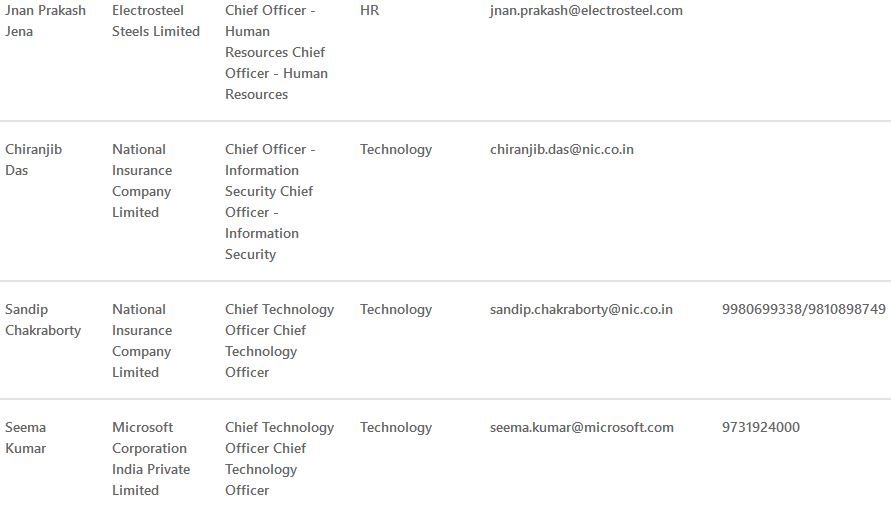 Jnan Prakash Electrosteel Chief Officer - HR jnan.prakash@electrosteel.com
Jena Steels Limited Human
Resources Chief
Officer - Human
Resources
Chiranjib National Chief Officer - Technology chiranjib.das@nic.co.in
Das Insurance Information
Company Security Chief
Limited Officer -
Information
Security
Sandip National Chief Technology Technology sandip.chakraborty@nic.co.in 9980699338/9810898749
Chakraborty Insurance Officer Chief
Company Technology
Limited Officer
Seema Microsoft Chief Technology Technology seema.kumar@microsoft.com 9731924000
Kumar Corporation Officer Chief
India Private Technology
Limited Officer